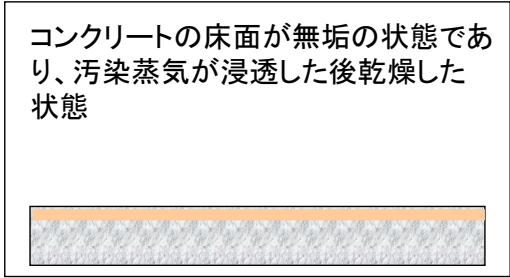 コンクリートの床面が無垢の状態であ
り、汚染蒸気が浸透した後乾燥した
状態